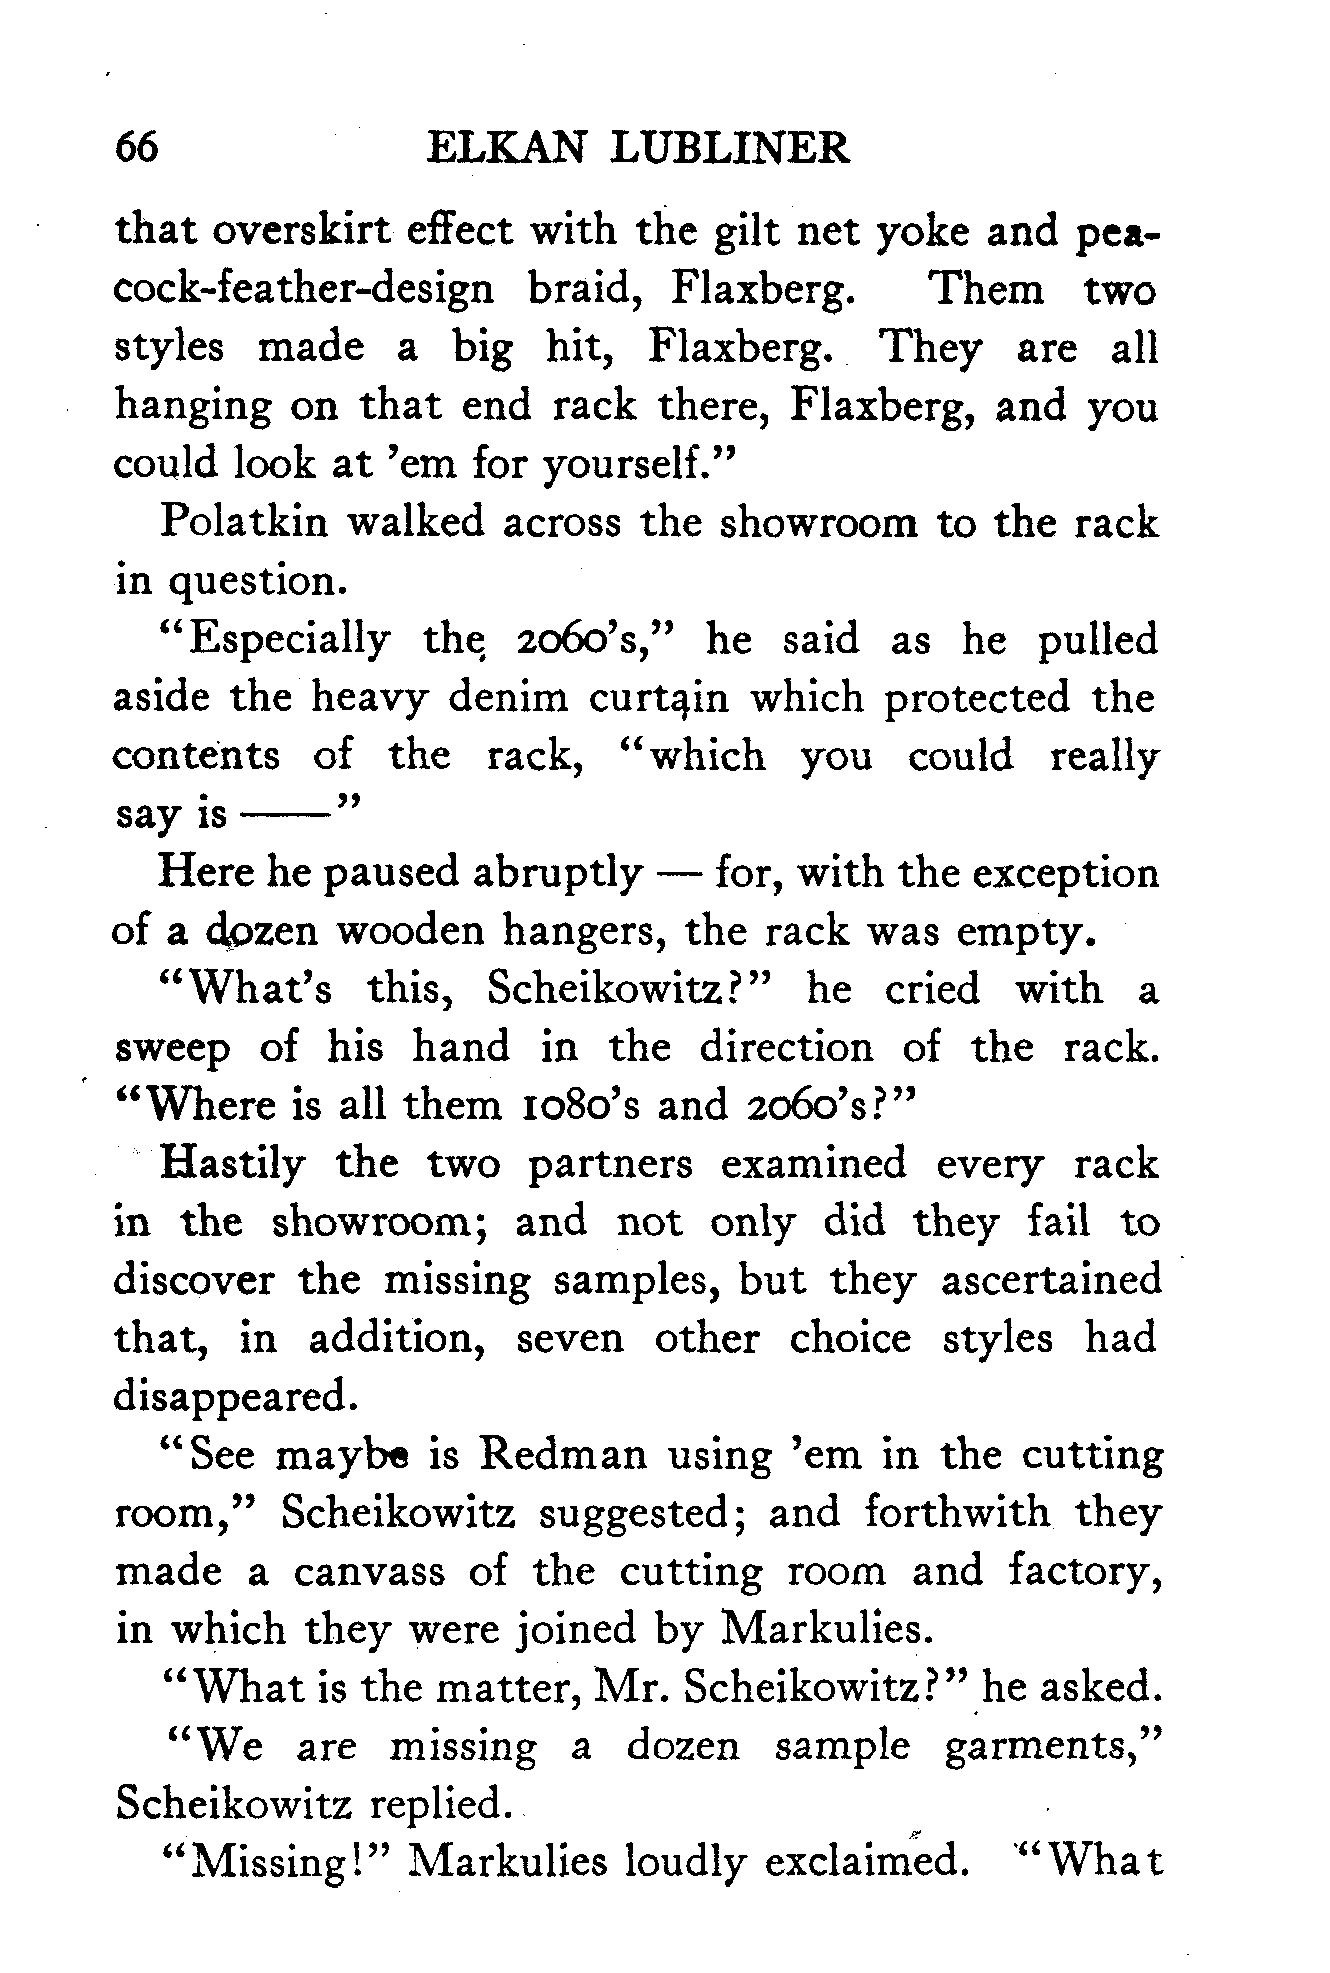 66 ELKAN LUBLINER
that overskirt effect with the gilt net yoke and pea-
cock-feather-design braid, Flaxberg. Them two
styles made a big hit, Flaxberg. They are all
hanging on that end rack there, Flaxberg, and you
could look at ’em for yourself.”
Polatkin walked across the showroom to the rack
in question.
“Especially the 2060’s,” he said as he pulled
aside the heavy denim curtain which protected the
contents of the rack, “which you could really
say is ——”
Here he paused abruptly — for, with the exception
of a dozen wooden hangers, the rack was empty.
“What’s this, Scheikowitz?” he cried with a
sweep of his hand in the direction of the rack.
“Where is all them 1080’s and 2060’s?”
Hastily the two partners examined every rack
in the showroom; and not only did they fail to
discover the missing samples, but they ascertained
that, in addition, seven other choice styles had
disappeared.
“See maybe is Redman using ’em in the cutting
room,” Scheikowitz suggested; and forthwith they
made a canvass of the cutting room and factory,
in which they were joined by Markulies.
“What is the matter, Mr. Scheikowitz?” he asked.
“We are missing a dozen sample garments,”
Scheikowitz replied.
“Missing!” Markulies loudly exclaimed. “What